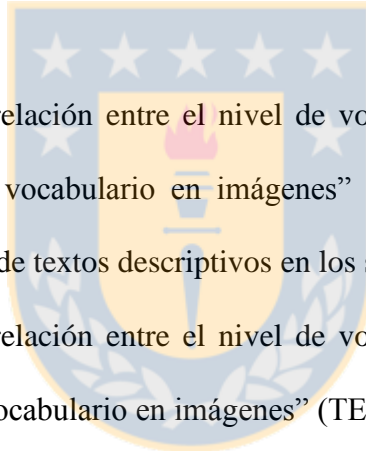 relación entre el nivel de vo
vocabulario en imágenes”
de textos descriptivos en los
relación entre el nivel de vo
ocabulario en imágenes” (TE